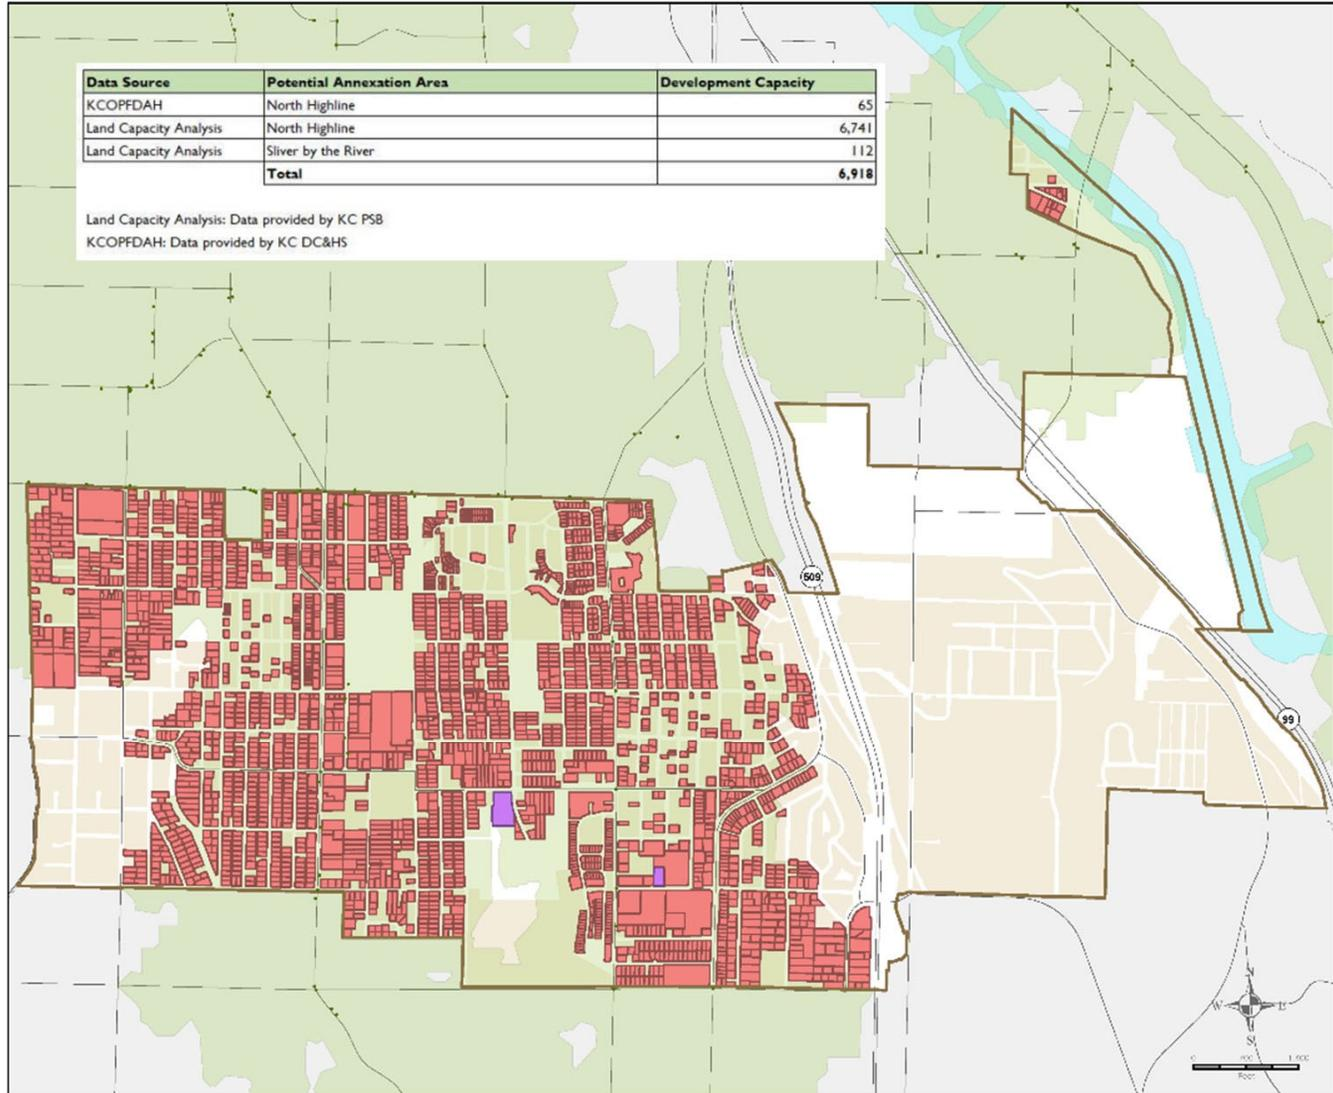 Data Source Potential Annexation Area Development Capacity
KCOPFDAH North Highline 65
Land Capacity Analysis North Highline 6,741
Land Capacity Analysis Sliver by the River 112
Total 6,918
Land Capacity Analysis: Data provided by KC PSB
KCOPFDAH: Data provided by KC DC&HS
509
99
N
W E
S
0
Feet